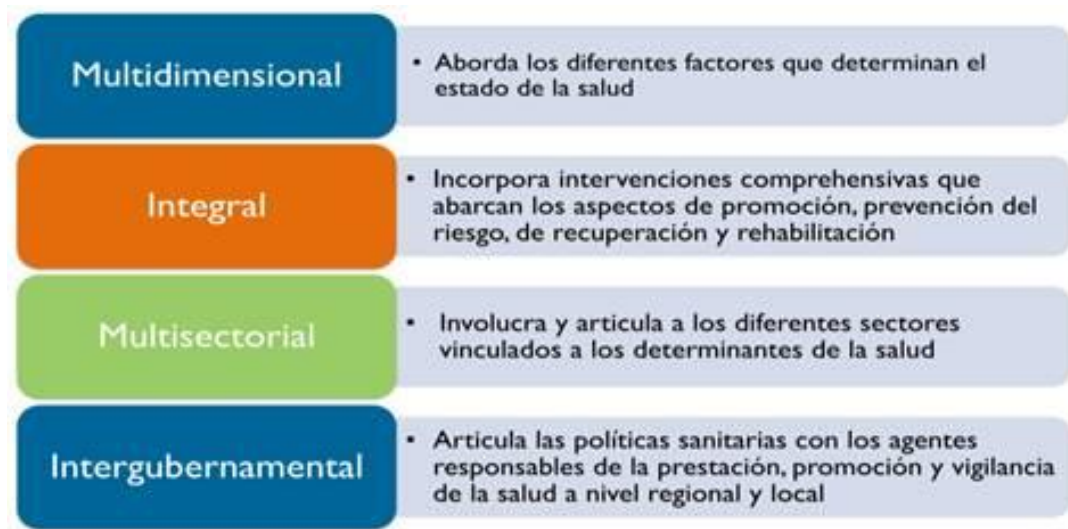 Multidimensional
• Aborda los diferentes factores que determinan el
estado de la salud
Integral
• Incorpora intervenciones comprehensivas que
abarcan los aspectos de promoción, prevención del
riesgo, de recuperación y rehabilitación
Multisectorial
• Involucra y articula a los diferentes sectores
vinculados a los determinantes de la salud
Intergubernamental
• Articula las políticas sanitarias con los agentes
responsables de la prestación, promoción y vigilancia
de la salud a nivel regional y local